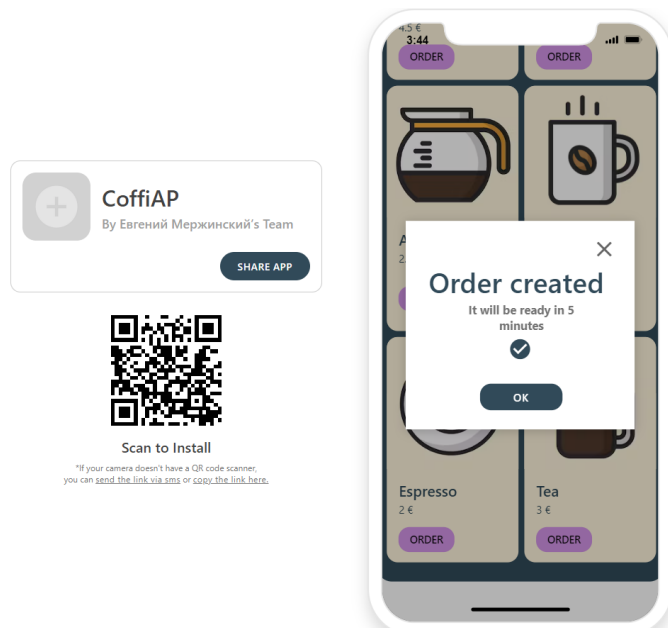 CoffiAP
By Евгений Мержинский's Team
SHARE APP
Scan to Install
*If your camera doesn't have a QR code scanner,
you can send the link via sms or copy the link here.
3:44
4.5 €
ORDER
ORDER
A
2
Order created
It will be ready in 5
minutes
OK
Espresso
2 €
ORDER
Tea
3 €
ORDER